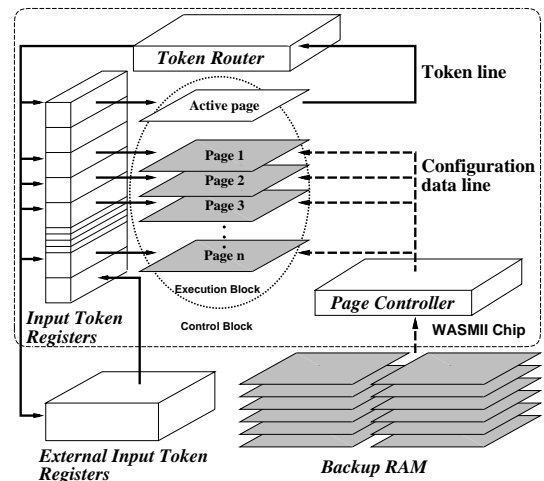 Token Router
Token line
Active page
Page 1
Page 2
Page 3
Page n
Configuration
data line
Execution Block
Control Block
Input Token
Registers
Page Controller
WASMII Chip
External Input Token
Registers
Backup RAM